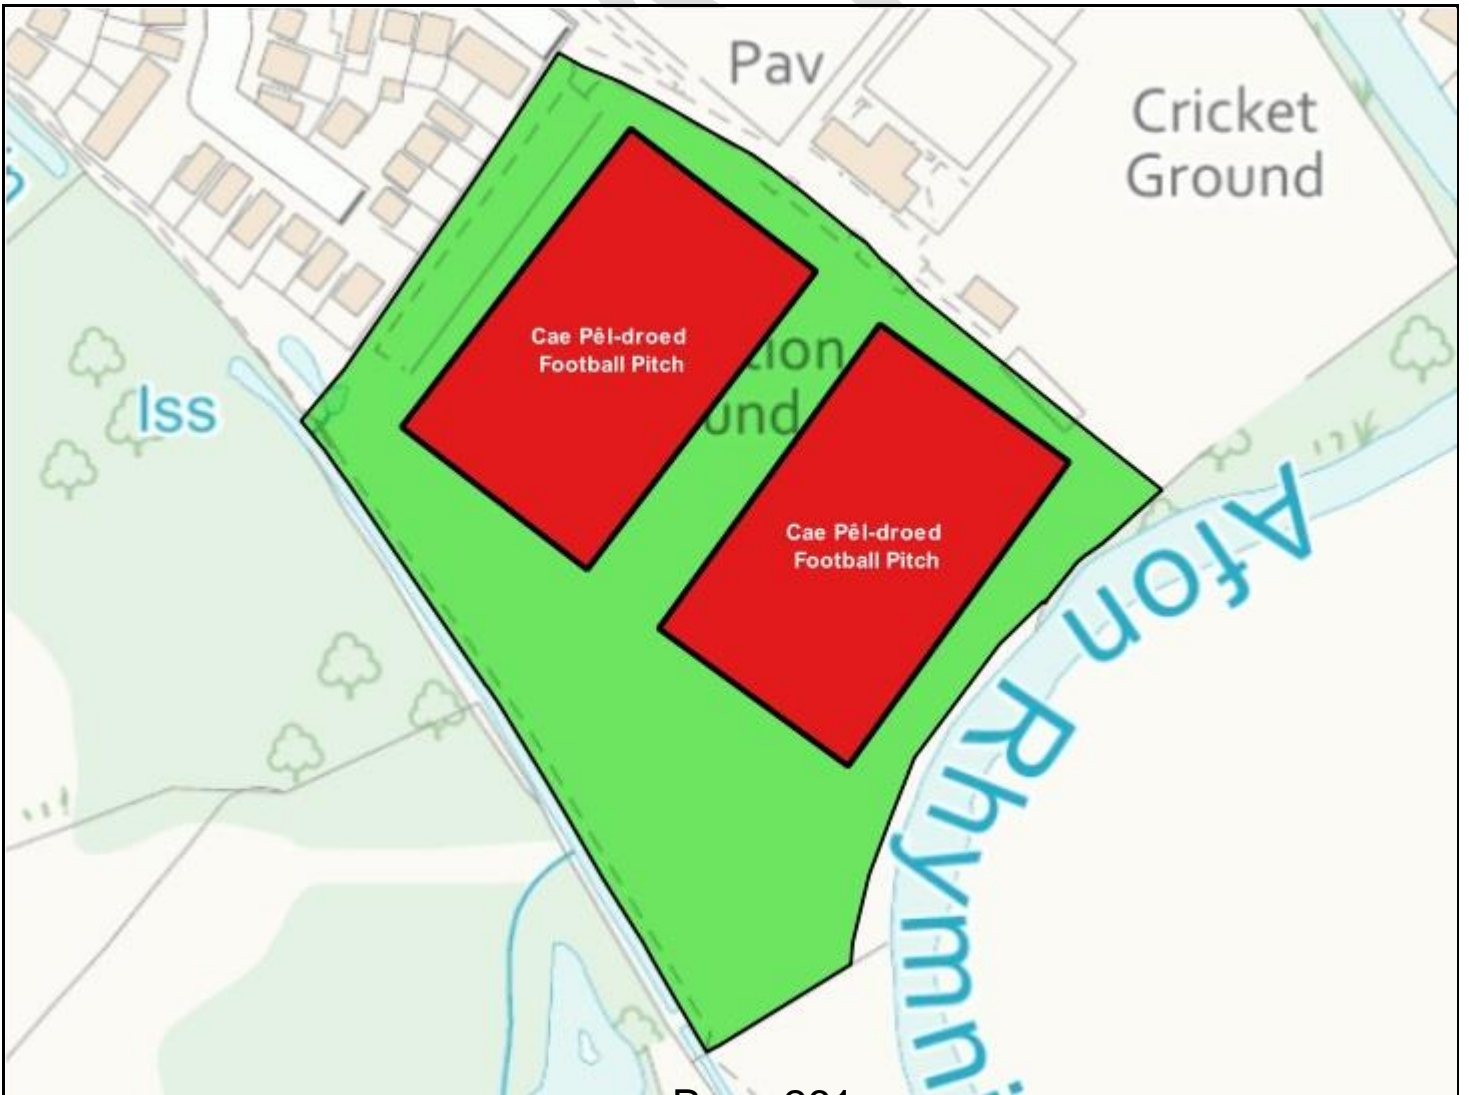 Pav
Cricket
Ground
Cae Pêl-droed
Football Pitch
Iss
Cae Pêl-droed
Football Pitch
Afon Rhymni